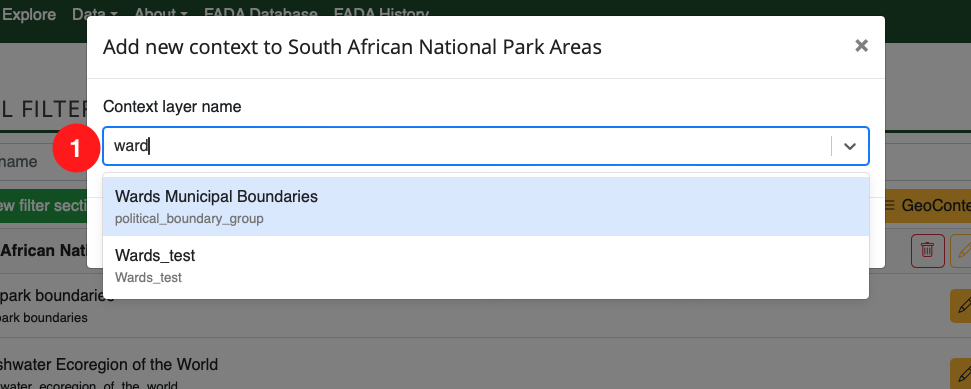 Explore Data About FADA Database FADA History
Add new context to South African National Park Areas
×
L FILTER
Context layer name
1
ward
name
Wards Municipal Boundaries
political_boundary_group
ew filter secti
GeoConte
Wards_test
Wards_test
African Nati
park boundaries
park boundaries
shwater Ecoregion of the World
water_ecoregion_of_the_world